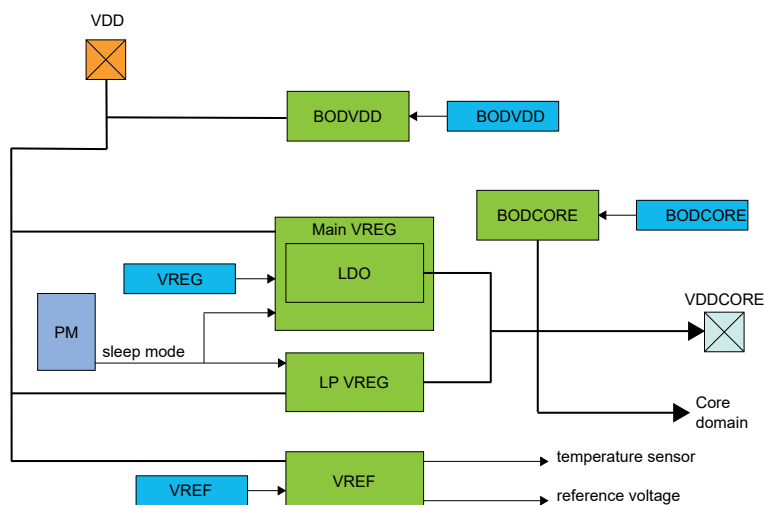 VDD
BODVDD
BODVDD
BODCORE
BODCORE
Main VREG
LDO
VREG
VDDCORE
PM
sleep mode
LP VREG
Core
domain
temperature sensor
VREF
VREF
reference voltage